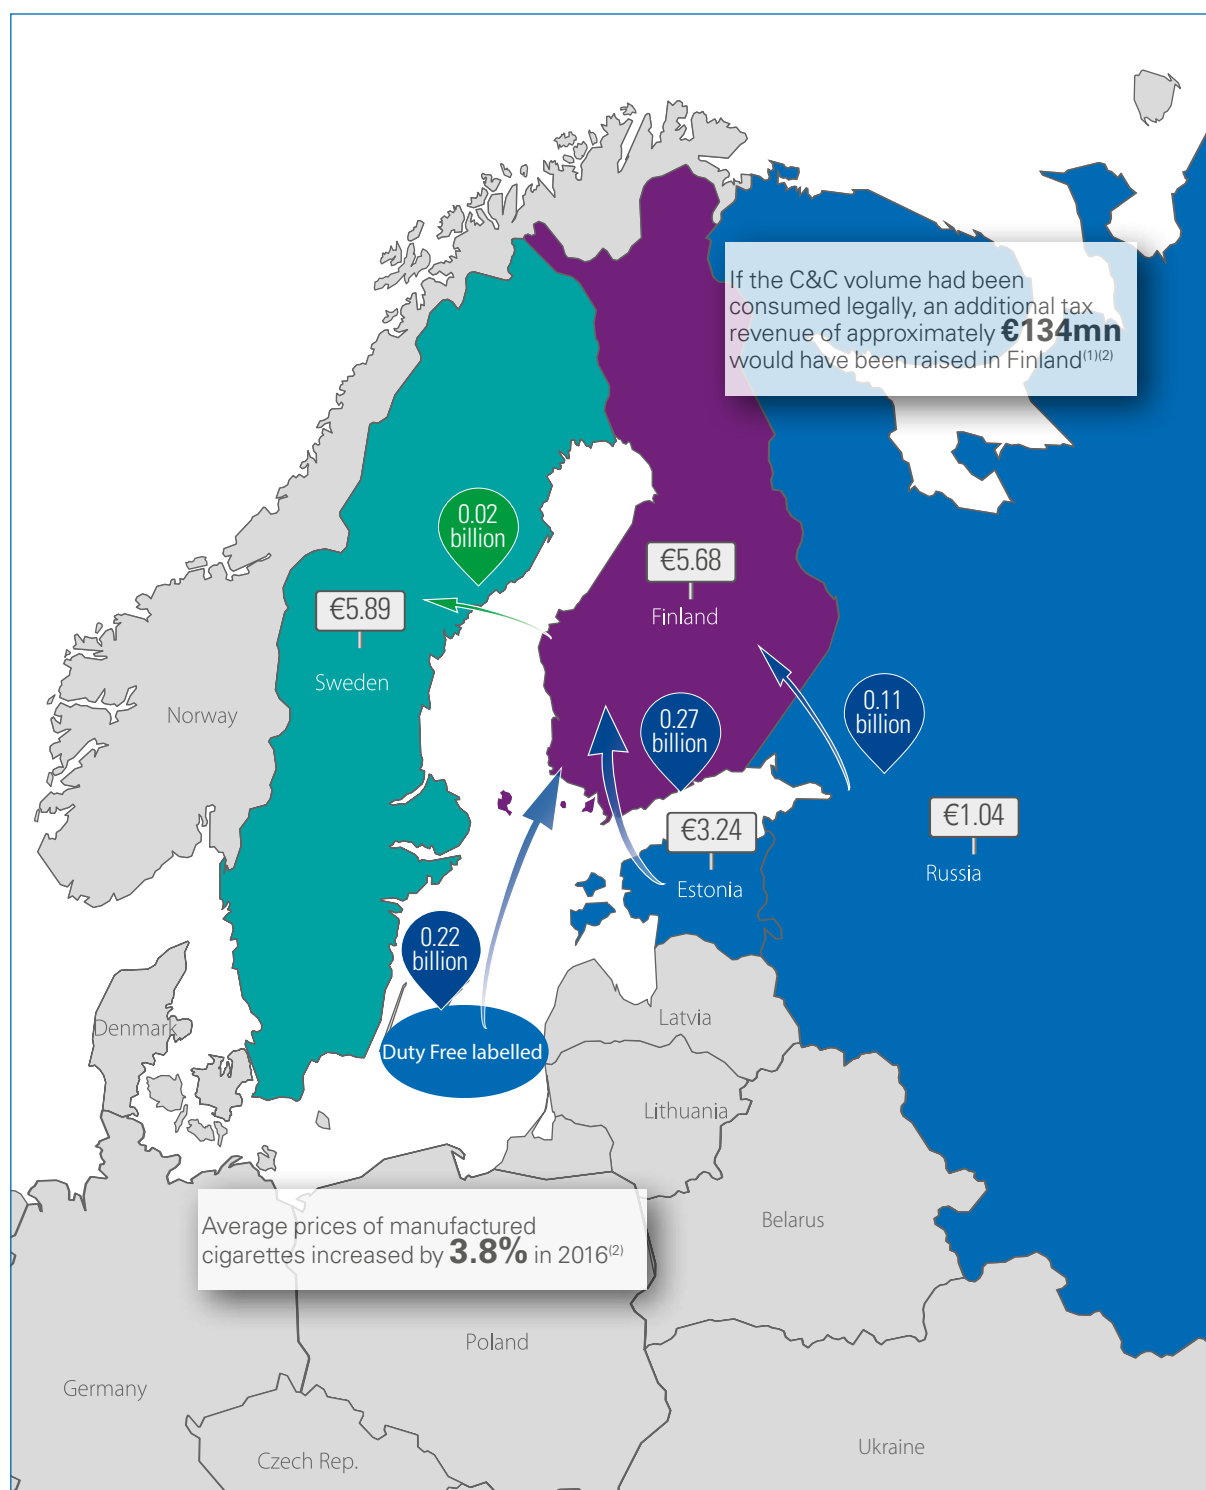 If the C&C volume had been
consumed legally, an additional tax
revenue of approximately €134mn
would have been raised in Finland(1)(2)
0.02
billion
€5.68
Finland
€5.89
Sweden
Norway
0.27
billion
0.11
billion
€3.24
Estonia
€1.04
Russia
0.22
billion
Duty Free labelled
Denmark
Latvia
Lithuania
Average prices of manufactured
cigarettes increased by 3.8% in 2016(2)
Belarus
Poland
Germany
Czech Rep.
Ukraine